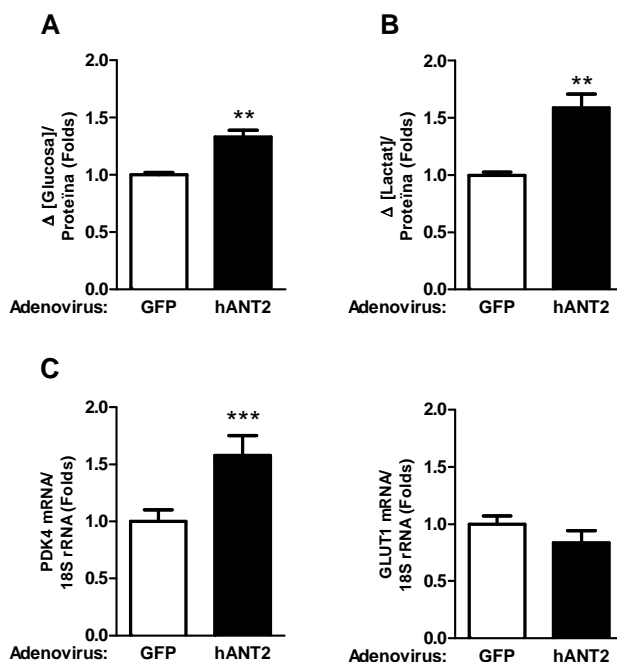 A
Δ [Glucosa]/
Proteïna (Folds)
2.0
1.5
1.0
0.5
0.0
**
Adenovirus: GFP hANT2
B
Δ [Lactat]/
Proteïna (Folds)
2.0
1.5
1.0
0.5
0.0
**
Adenovirus: GFP hANT2
C
PDK4 mRNA/
18S rRNA (Folds)
2.0
1.5
1.0
0.5
0.0
***
Adenovirus: GFP hANT2
GLUT1 mRNA/
18S rRNA (Folds)
2.0
1.5
1.0
0.5
0.0
Adenovirus: GFP hANT2